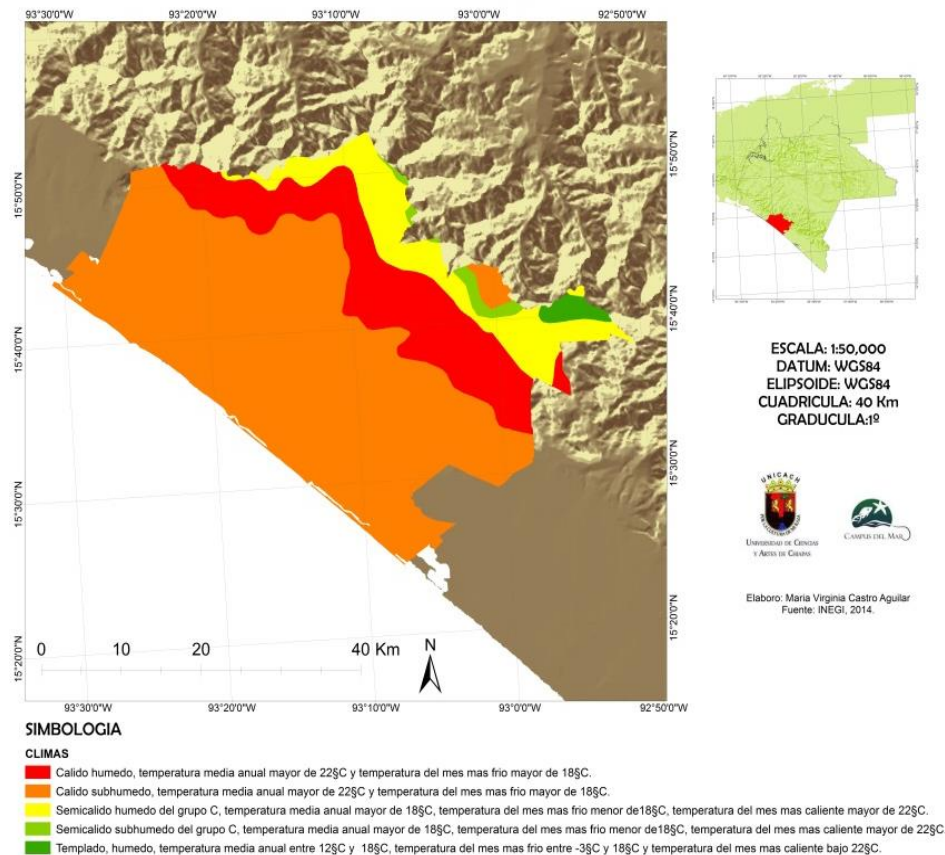 93°30'0"W 93°20'0"W 93°10'0"W 93°00'0"W 92°50'0"W
15°50'0"N
15°40'0"N
15°30'0"N
15°20'0"N
15°50'0"N
15°40'0"N
15°30'0"N
15°20'0"N
0 10 20 40 Km
N
93°30'0"W 93°20'0"W 93°10'0"W 93°00'0"W 92°50'0"W
ESCALA: 1:50,000
DATUM: WGS84
ELIPSOIDE: WGS84
CUADRICULA: 40 Km
GRADUCULA:1º
UNICACH
UNIVERSIDAD DE CIENCIAS
Y ARTES DE CHIAPAS
CAMPUS DEL MAR
Elaboro: Maria Virginia Castro Aguilar
Fuente: INEGI, 2014.
SIMBOLOGIA
CLIMAS
Calido humedo, temperatura media anual mayor de 22§C y temperatura del mes mas frio mayor de 18§C.
Calido subhumedo, temperatura media anual mayor de 22§C y temperatura del mes mas frio mayor de 18§C.
Semicalido humedo del grupo C, temperatura media anual mayor de 18§C, temperatura del mes mas frio menor de18§C, temperatura del mes mas caliente mayor de 22§C.
Semicalido subhumedo del grupo C, temperatura media anual mayor de 18§C, temperatura del mes mas frio menor de18§C, temperatura del mes mas caliente mayor de 22§C
Templado, humedo, temperatura media anual entre 12§C y 18§C, temperatura del mes mas frio entre -3§C y 18§C y temperatura del mes mas caliente bajo 22§C.